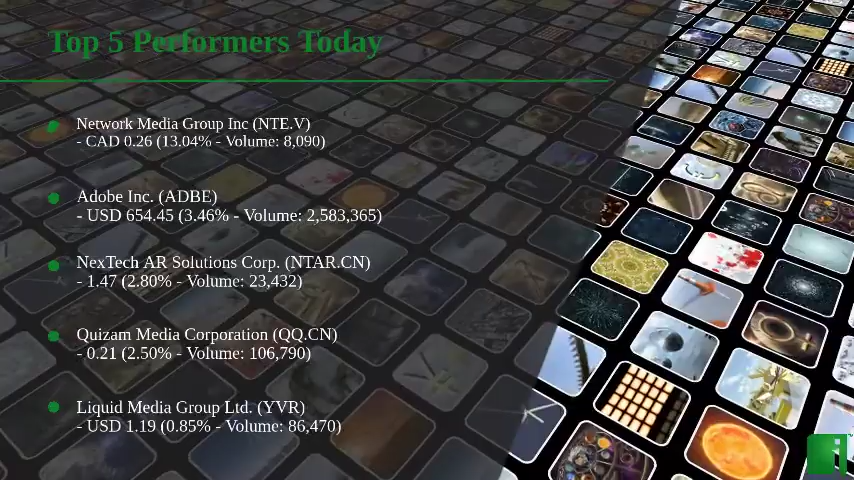 Top 5 Performers Today
Network Media Group Inc (NTE.V)
- CAD 0.26 (13.04% - Volume: 8,090)
Adobe Inc. (ADBE)
- USD 654.45 (3.46% - Volume: 2,583,365)
NexTech AR Solutions Corp. (NTAR.CN)
- 1.47 (2.80% - Volume: 23,432)
Quizam Media Corporation (QQ.CN)
- 0.21 (2.50% - Volume: 106,790)
Liquid Media Group Ltd. (YVR)
- USD 1.19 (0.85% - Volume: 86,470)
i